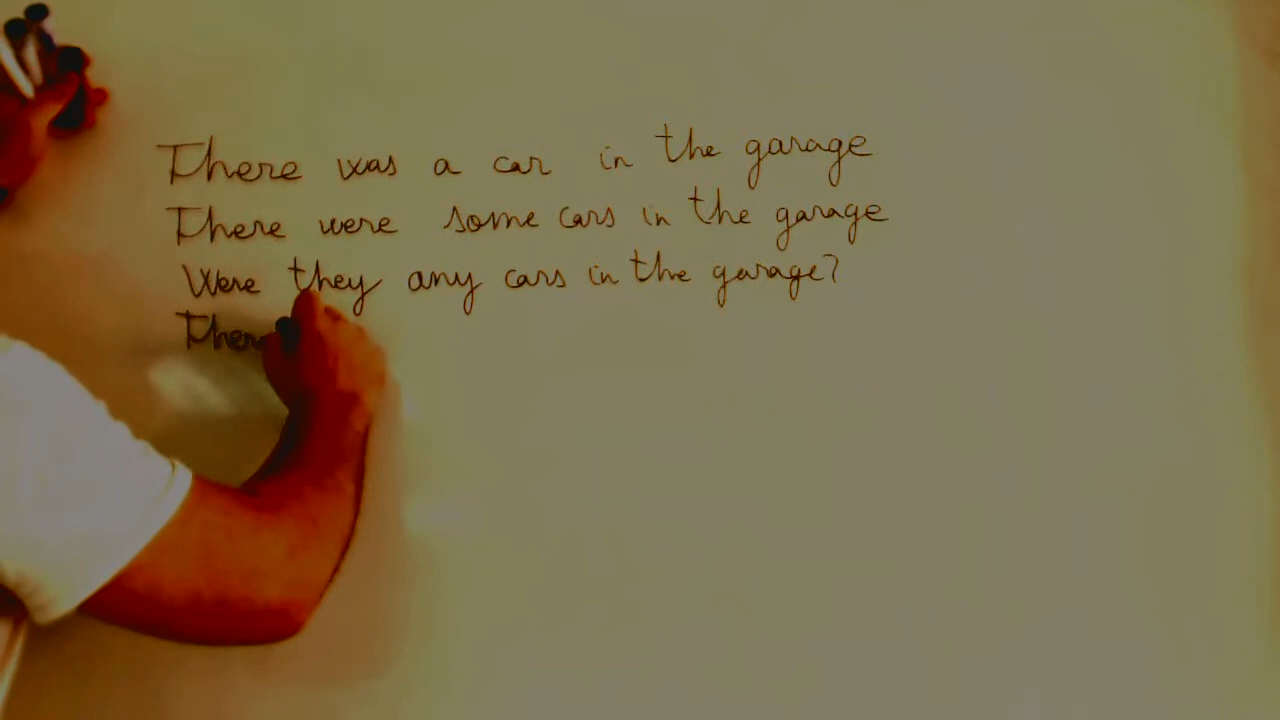 There was a car in the garage
There were some cars in the garage
Were they any cars in the garage?